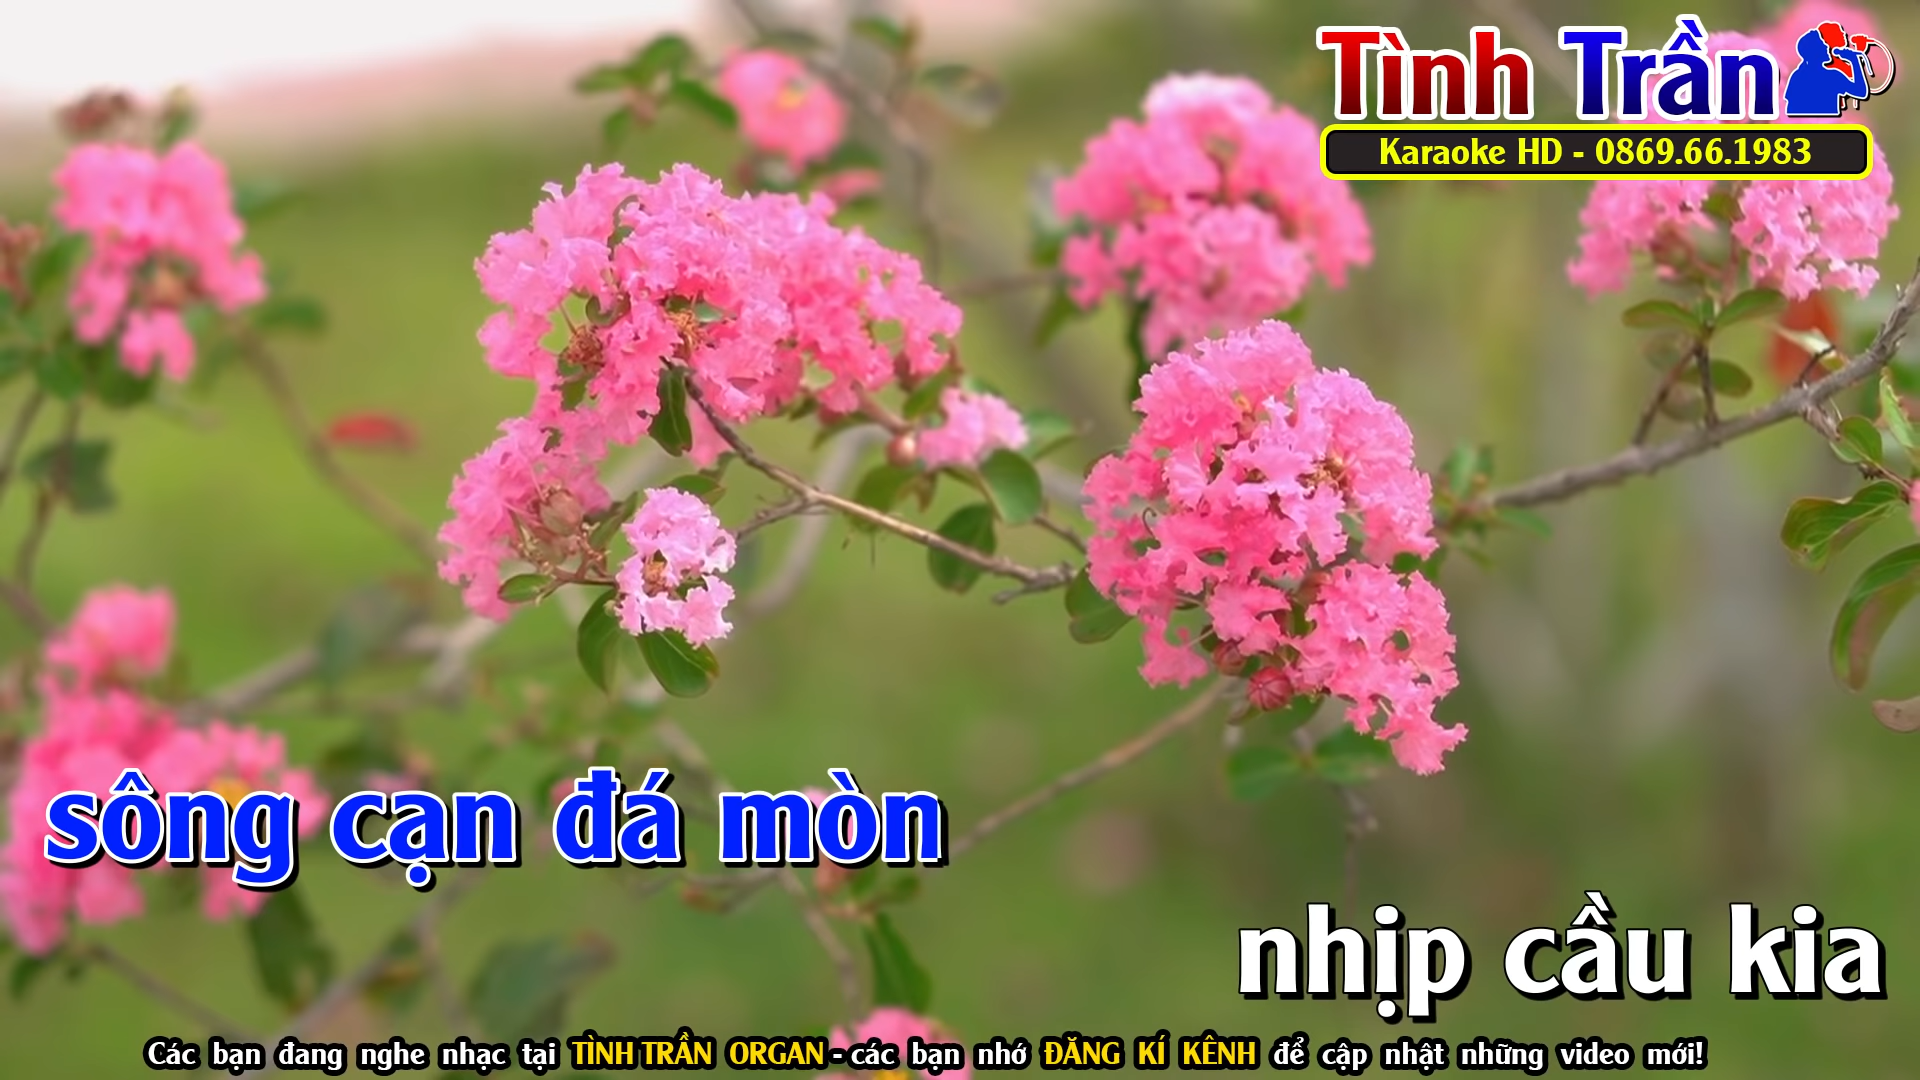 Tình Trần
Karaoke HD - 0869.66.1983
sông cạn đá mòn
nhịp cầu kia
Các bạn đang nghe nhạc tại TÌNH TRẦN ORGAN - các bạn nhớ ĐĂNG KÍ KÊNH để cập nhật những video mới!